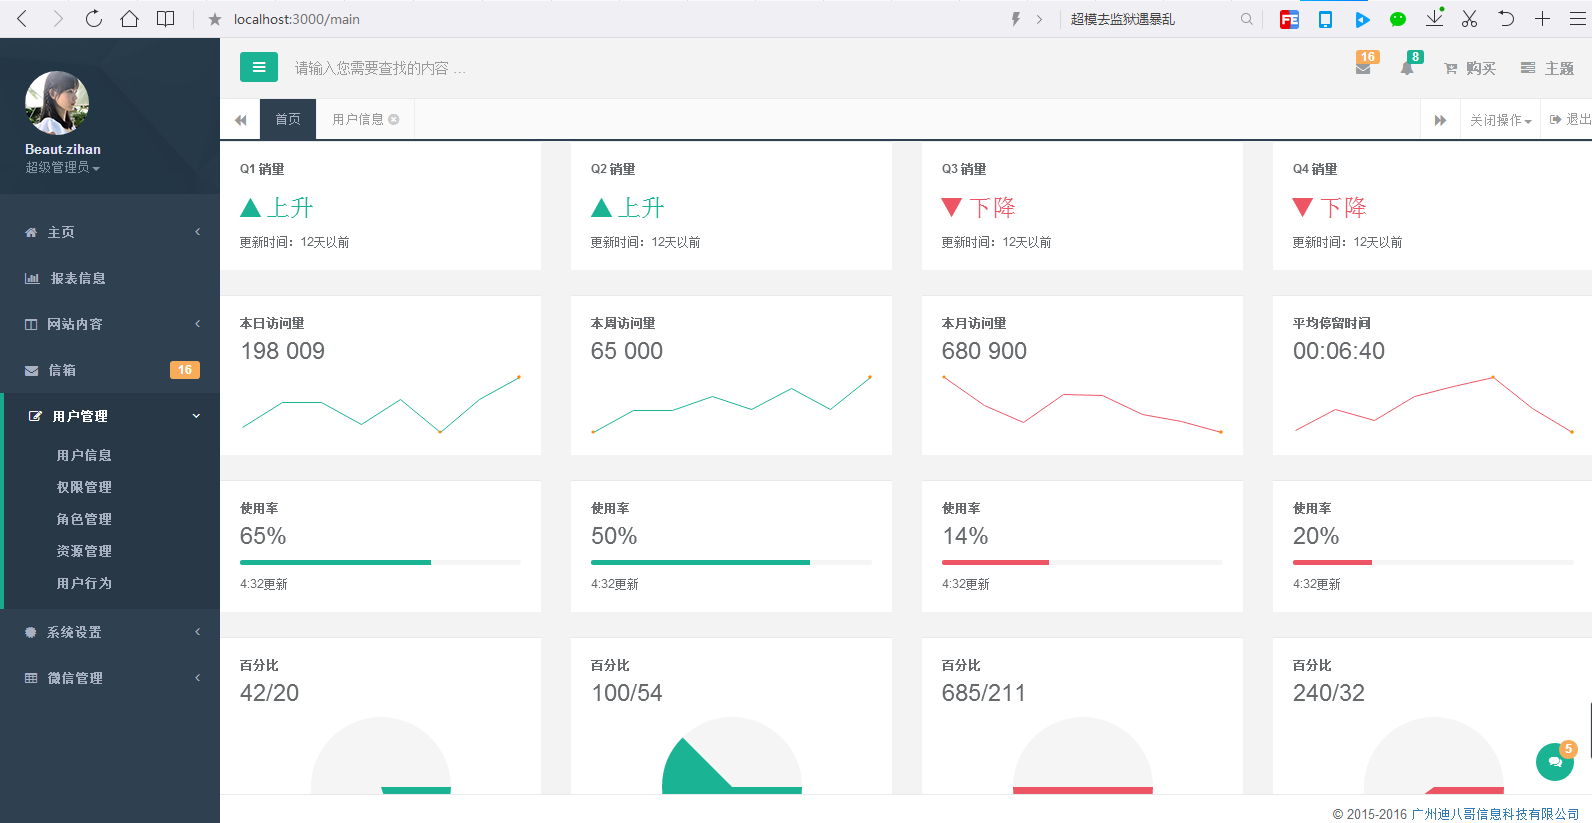 localhost:3000/main
超模去监狱遇暴乱
请输入您需要查找的内容 …
16
8
购买
主题
首页
用户信息
关闭操作
退出
Beaut-zihan
超级管理员
主页
报表信息
网站内容
信箱
16
用户管理
用户信息
权限管理
角色管理
资源管理
用户行为
系统设置
微信管理
Q1 销量
上升
更新时间：12天以前
Q2 销量
上升
更新时间：12天以前
Q3 销量
下降
更新时间：12天以前
Q4 销量
下降
更新时间：12天以前
本日访问量
198 009
本周访问量
65 000
本月访问量
680 900
平均停留时间
00:06:40
使用率
65%
4:32更新
使用率
50%
4:32更新
使用率
14%
4:32更新
使用率
20%
4:32更新
百分比
42/20
百分比
100/54
百分比
685/211
百分比
240/32
5
© 2015-2016 广州迪八哥信息科技有限公司